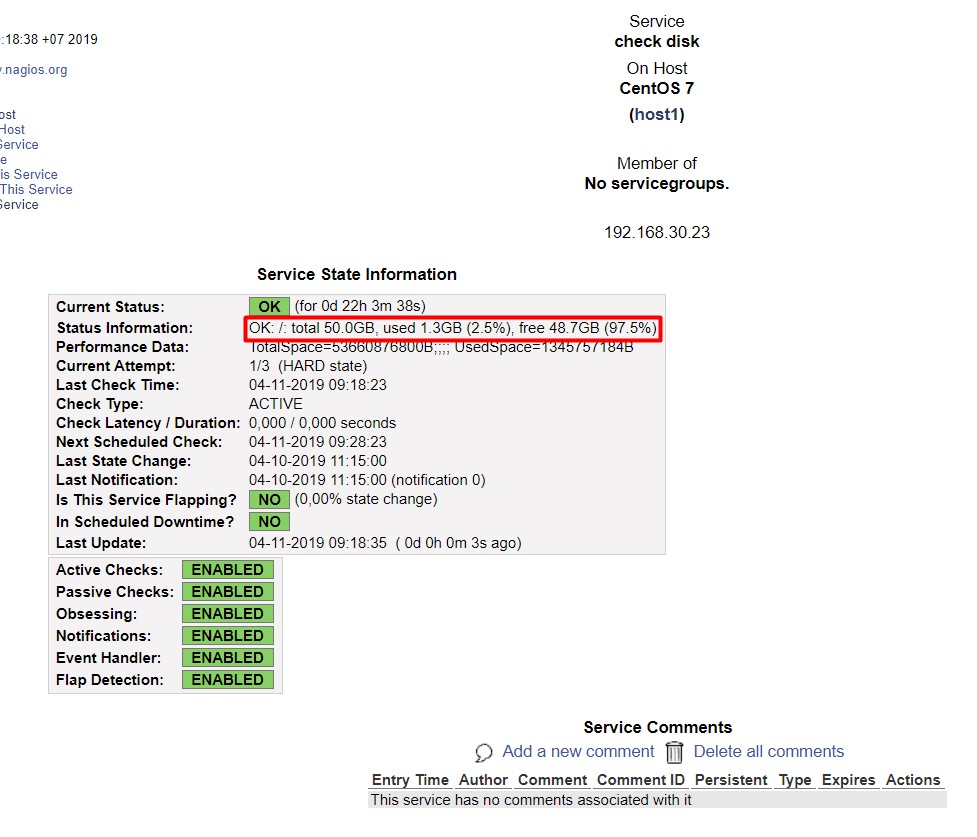 :18:38 +07 2019
.nagios.org
ost
Host
Service
e
is Service
This Service
Service
Service
check disk
On Host
CentOS 7
(host1)
Member of
No servicegroups.
192.168.30.23
Service State Information
Current Status: OK (for 0d 22h 3m 38s)
Status Information: OK: /: total 50.0GB, used 1.3GB (2.5%), free 48.7GB (97.5%)
Performance Data: TotalSpace=53660876800B;;;; UsedSpace=1345757184B
Current Attempt: 1/3 (HARD state)
Last Check Time: 04-11-2019 09:18:23
Check Type: ACTIVE
Check Latency / Duration: 0,000 / 0,000 seconds
Next Scheduled Check: 04-11-2019 09:28:23
Last State Change: 04-10-2019 11:15:00
Last Notification: 04-10-2019 11:15:00 (notification 0)
Is This Service Flapping? NO (0,00% state change)
In Scheduled Downtime? NO
Last Update: 04-11-2019 09:18:35 ( 0d 0h 0m 3s ago)
Active Checks: ENABLED
Passive Checks: ENABLED
Obsessing: ENABLED
Notifications: ENABLED
Event Handler: ENABLED
Flap Detection: ENABLED
Service Comments
Add a new comment Delete all comments
Entry Time Author Comment Comment ID Persistent Type Expires Actions
This service has no comments associated with it